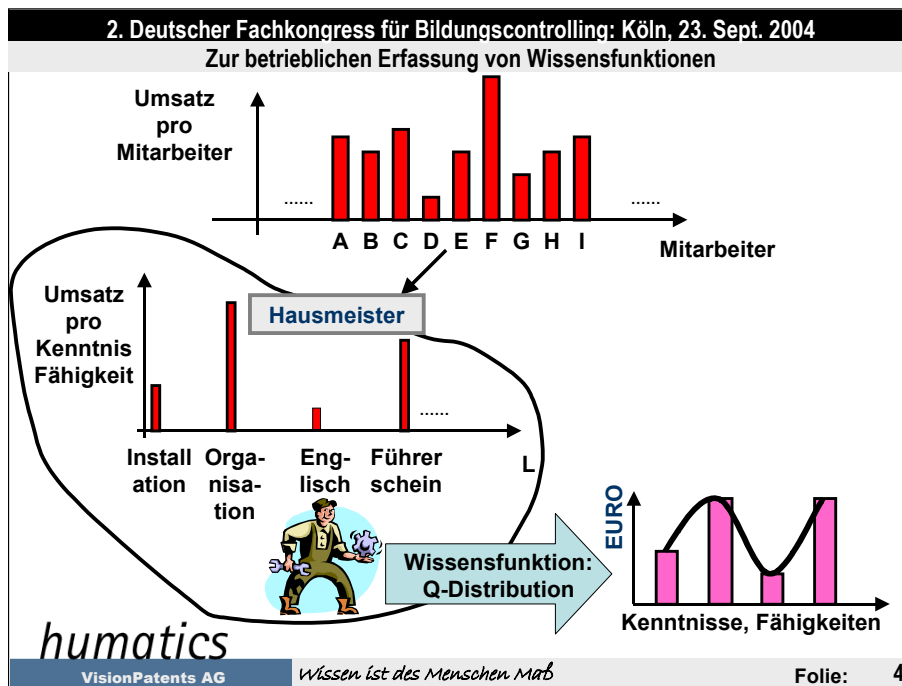 2. Deutscher Fachkongress für Bildungscontrolling: Köln, 23. Sept. 2004
Zur betrieblichen Erfassung von Wissensfunktionen
Umsatz
pro
Mitarbeiter
...... ......
A B C D E F G H I
Mitarbeiter
Umsatz
pro
Kenntnis
Fähigkeit
Hausmeister
......
Install
ation
Orga-
nisa-
tion
Eng-
lisch
Führer
schein
L
Wissensfunktion:
Q-Distribution
EURO
Kenntnisse, Fähigkeiten
humatics
VisionPatents AG
Wissen ist des Menschen Maß
Folie: 4